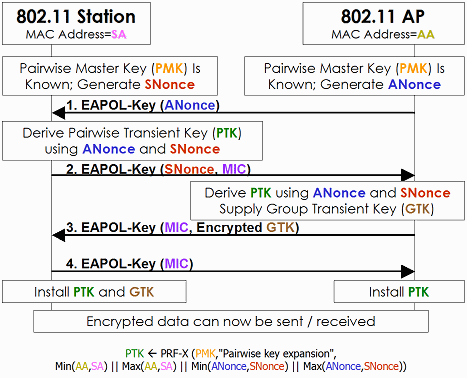 802.11 Station
MAC Address=SA
802.11 AP
MAC Address=AA
Pairwise Master Key (PMK) Is
Known; Generate SNonce
Pairwise Master Key (PMK) Is
Known; Generate ANonce
1. EAPOL-Key (ANonce)
Derive Pairwise Transient Key (PTK)
using ANonce and SNonce
2. EAPOL-Key (SNonce, MIC)
Derive PTK using ANonce and SNonce
Supply Group Transient Key (GTK)
3. EAPOL-Key (MIC, Encrypted GTK)
4. EAPOL-Key (MIC)
Install PTK and GTK
Install PTK
Encrypted data can now be sent / received
PTK ← PRF-X (PMK,"Pairwise key expansion",
Min(AA,SA) || Max(AA,SA) || Min(ANonce,SNonce) || Max(ANonce,SNonce))